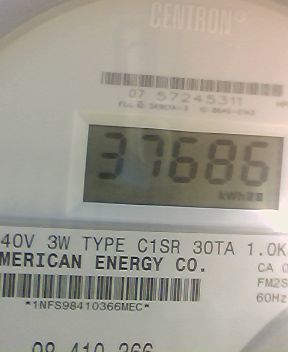 CENTRON
07 57245311
37686
kWh
40V 3W TYPE C1SR 30TA 1.0K
MERICAN ENERGY CO.
CA 0
FM2S
*1NFS98410366MEC*
60Hz
98 410 366